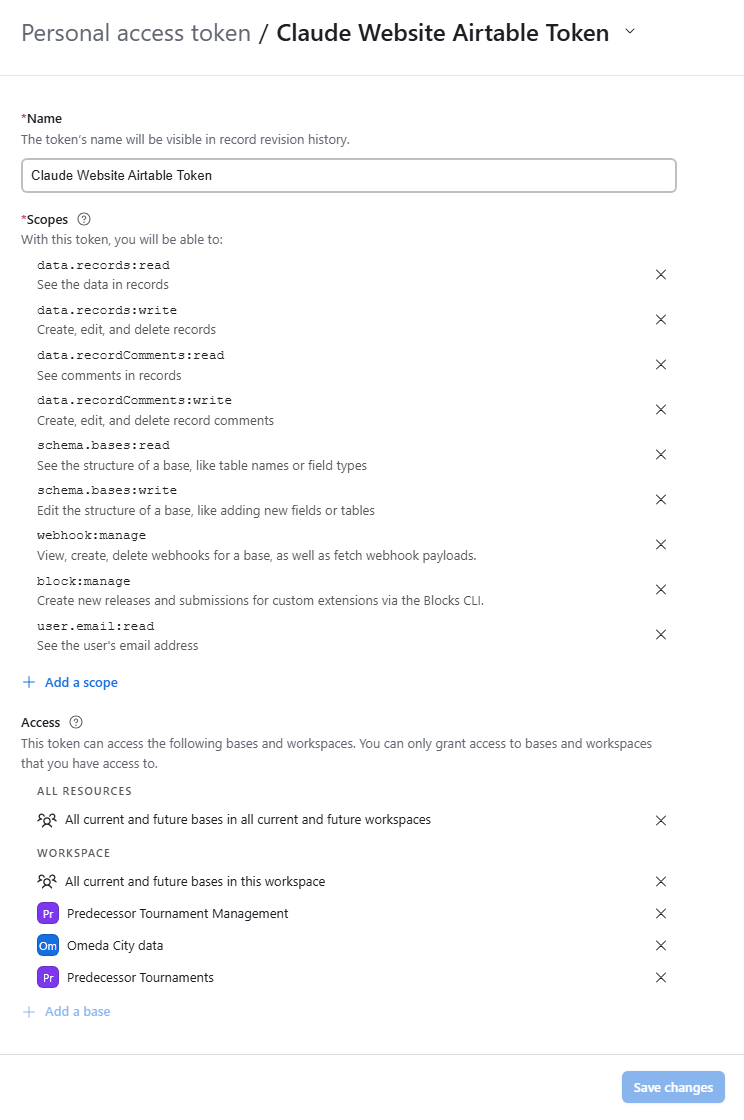 Personal access token / Claude Website Airtable Token
*Name
The token's name will be visible in record revision history.
Claude Website Airtable Token
*Scopes
With this token, you will be able to:
data.records:read
See the data in records
data.records:write
Create, edit, and delete records
data.recordComments:read
See comments in records
data.recordComments:write
Create, edit, and delete record comments
schema.bases:read
See the structure of a base, like table names or field types
schema.bases:write
Edit the structure of a base, like adding new fields or tables
webhook:manage
View, create, delete webhooks for a base, as well as fetch webhook payloads.
block:manage
Create new releases and submissions for custom extensions via the Blocks CLI.
user.email:read
See the user's email address
+ Add a scope
Access
This token can access the following bases and workspaces. You can only grant access to bases and workspaces
that you have access to.
ALL RESOURCES
All current and future bases in all current and future workspaces
WORKSPACE
All current and future bases in this workspace
Pr Predecessor Tournament Management
Om Omeda City data
Pr Predecessor Tournaments
+ Add a base
Save changes